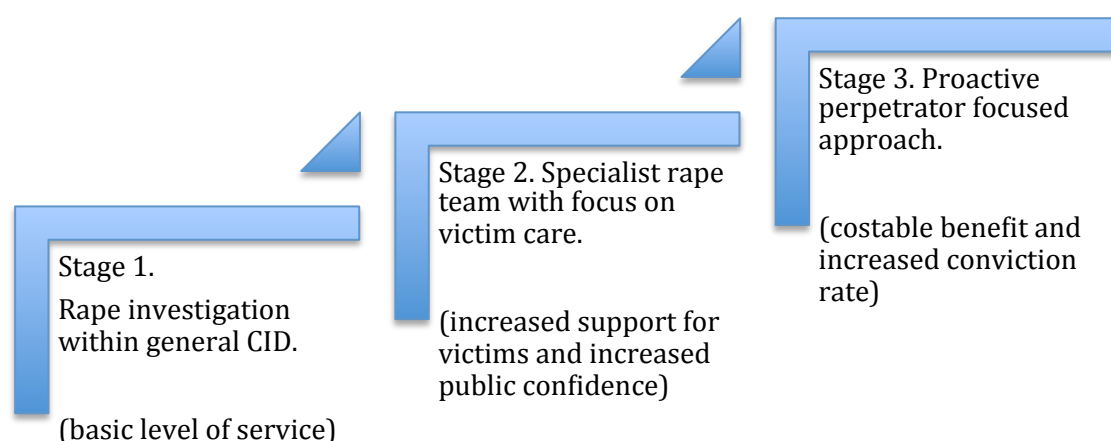 Stage 1.
Rape investigation
within general CID.
(basic level of service)
Stage 2. Specialist rape
team with focus on
victim care.
(increased support for
victims and increased
public confidence)
Stage 3. Proactive
perpetrator focused
approach.
(costable benefit and
increased conviction
rate)